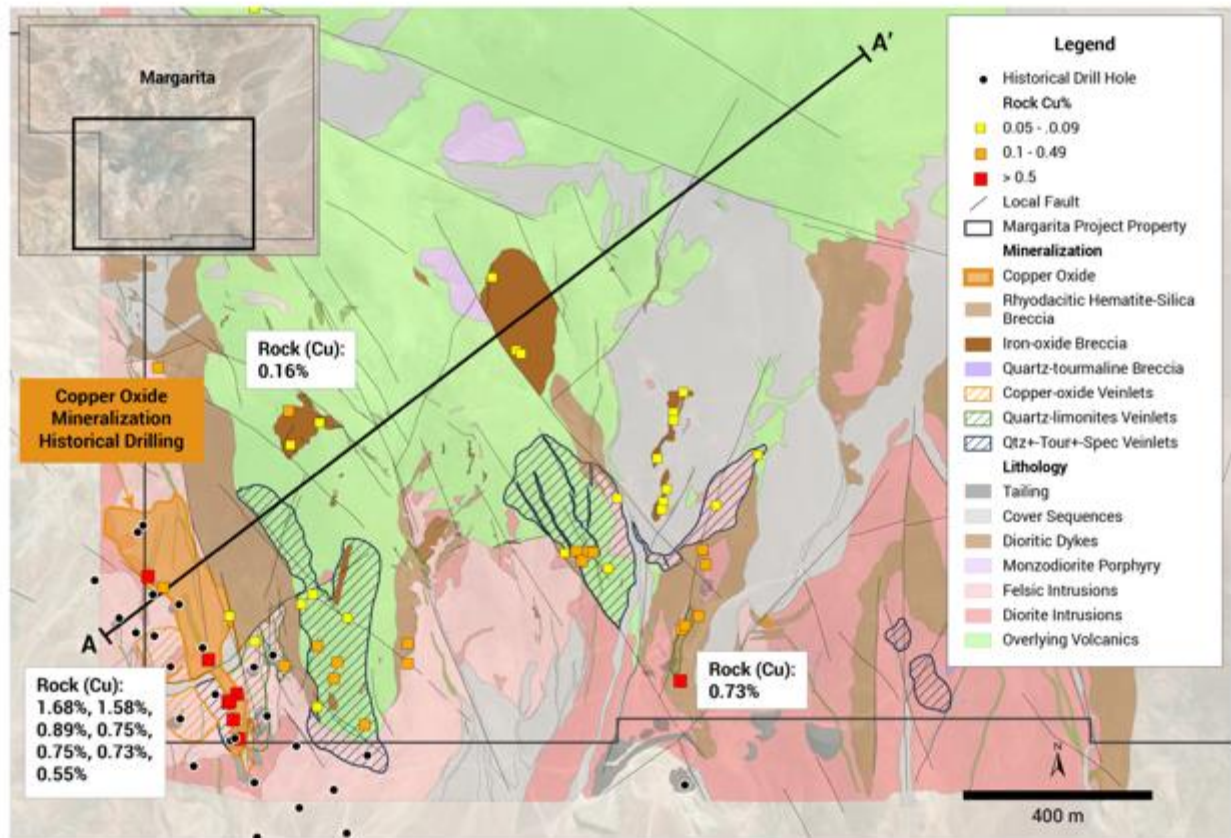 Margarita
A'
Rock (Cu):
0.16%
Copper Oxide
Mineralization
Historical Drilling
A
Rock (Cu):
1.68%, 1.58%,
0.89%, 0.75%,
0.75%, 0.73%,
0.55%
Rock (Cu):
0.73%
Legend
Historical Drill Hole
Rock Cu%
0.05 - .0.09
0.1 - 0.49
> 0.5
Local Fault
Margarita Project Property
Mineralization
Copper Oxide
Rhyodacitic Hematite-Silica
Breccia
Iron-oxide Breccia
Quartz-tourmaline Breccia
Copper-oxide Veinlets
Quartz-limonites Veinlets
Qtz+-Tour+-Spec Veinlets
Lithology
Tailing
Cover Sequences
Dioritic Dykes
Monzodiorite Porphyry
Felsic Intrusions
Diorite Intrusions
Overlying Volcanics
N
400 m